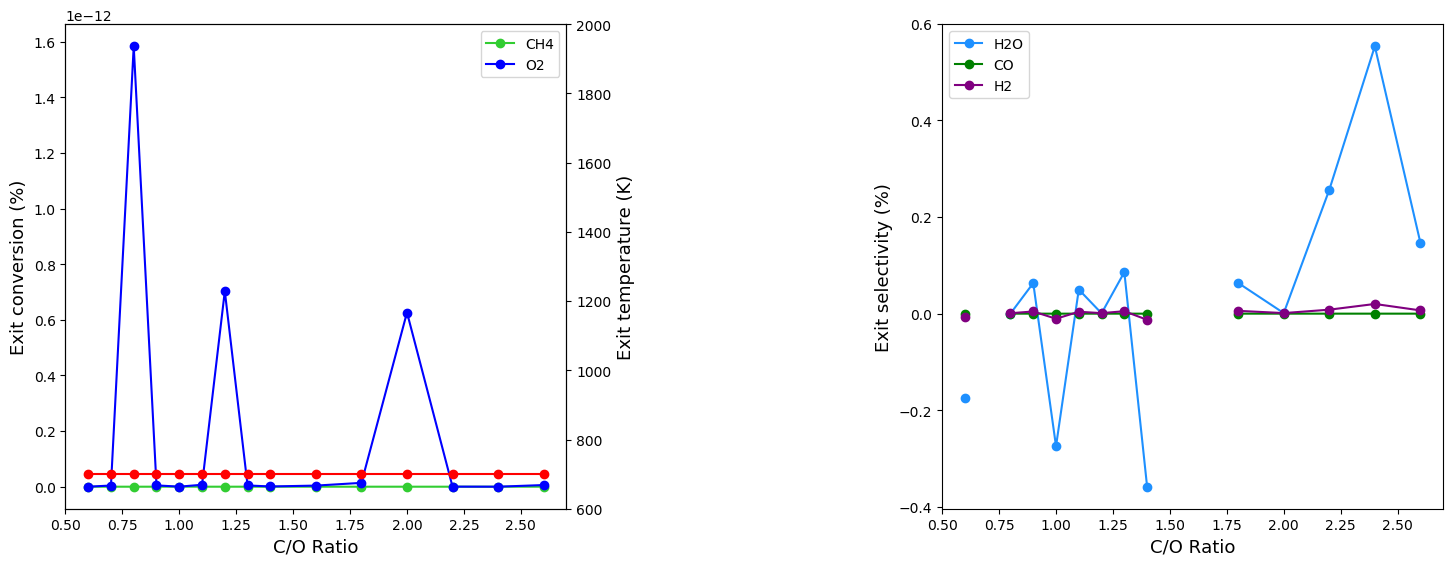 1e−12
1.6
1.4
1.2
1.0
0.8
0.6
0.4
0.2
0.0
Exit conversion (%)
0.50 0.75 1.00 1.25 1.50 1.75 2.00 2.25 2.50
C/O Ratio
CH4
O2
2000
1800
1600
1400
1200
1000
800
600
Exit temperature (K)
0.6
0.4
0.2
0.0
−0.2
−0.4
Exit selectivity (%)
H2O
CO
H2
0.50 0.75 1.00 1.25 1.50 1.75 2.00 2.25 2.50
C/O Ratio